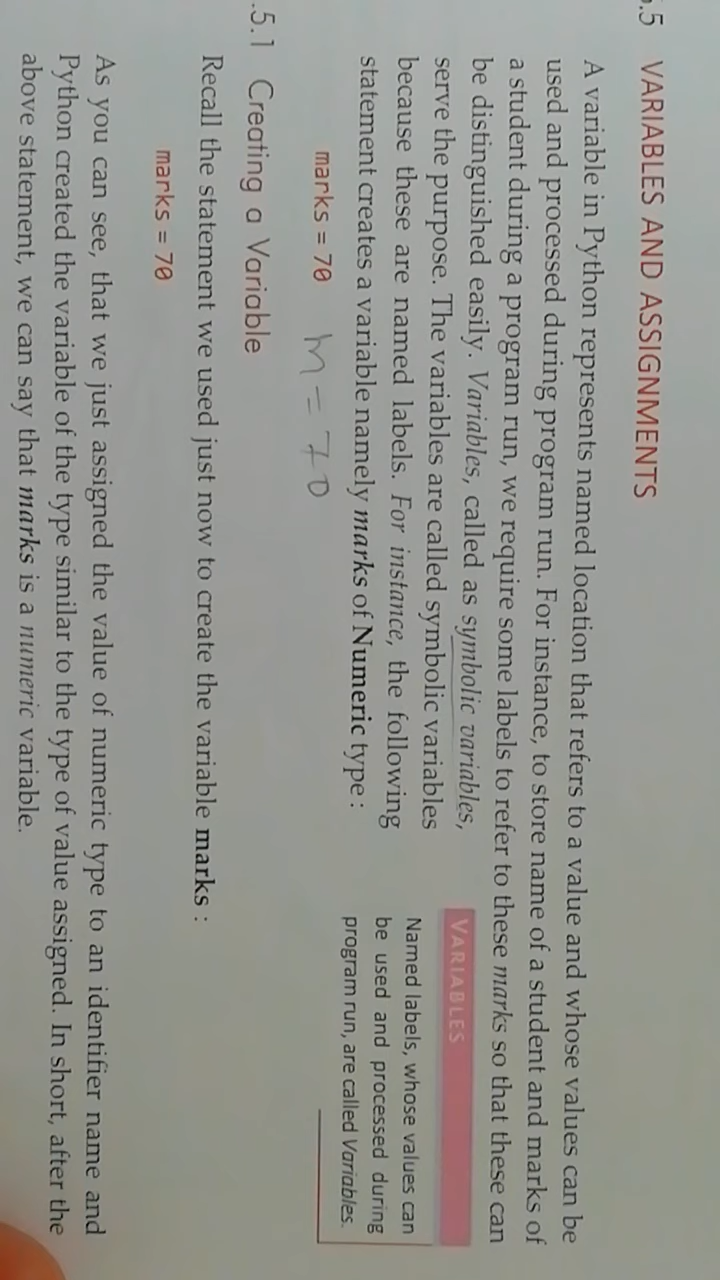 .5 VARIABLES AND ASSIGNMENTS
A variable in Python represents named location that refers to a value and whose values can be
used and processed during program run. For instance, to store name of a student and marks of
a student during a program run, we require some labels to refer to these marks so that these can
be distinguished easily. Variables, called as symbolic variables,
serve the purpose. The variables are called symbolic variables
because these are named labels. For instance, the following
statement creates a variable namely marks of Numeric type :
VARIABLES
Named labels, whose values can
be used and processed during
program run, are called Variables.
marks = 70 m = 70
.5.1 Creating a Variable
Recall the statement we used just now to create the variable marks :
marks = 70
As you can see, that we just assigned the value of numeric type to an identifier name and
Python created the variable of the type similar to the type of value assigned. In short, after the
above statement, we can say that marks is a numeric variable.